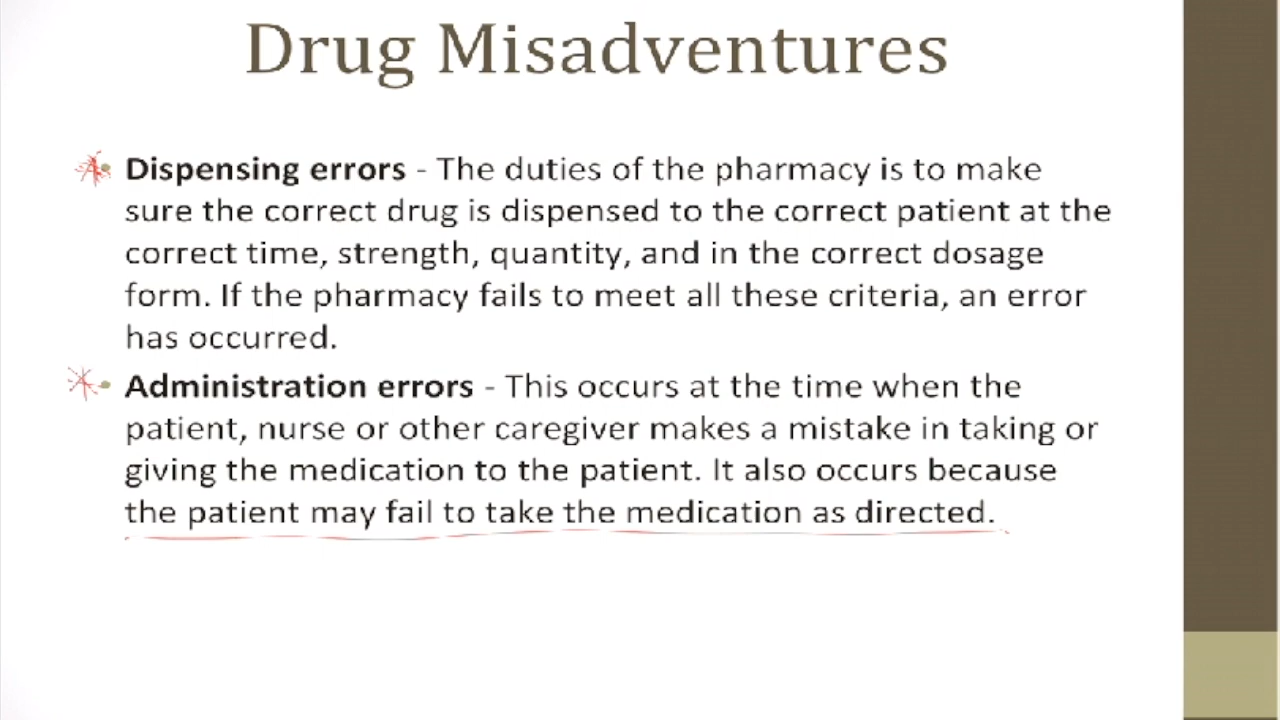 Drug Misadventures
Dispensing errors - The duties of the pharmacy is to make
sure the correct drug is dispensed to the correct patient at the
correct time, strength, quantity, and in the correct dosage
form. If the pharmacy fails to meet all these criteria, an error
has occurred.
Administration errors - This occurs at the time when the
patient, nurse or other caregiver makes a mistake in taking or
giving the medication to the patient. It also occurs because
the patient may fail to take the medication as directed.